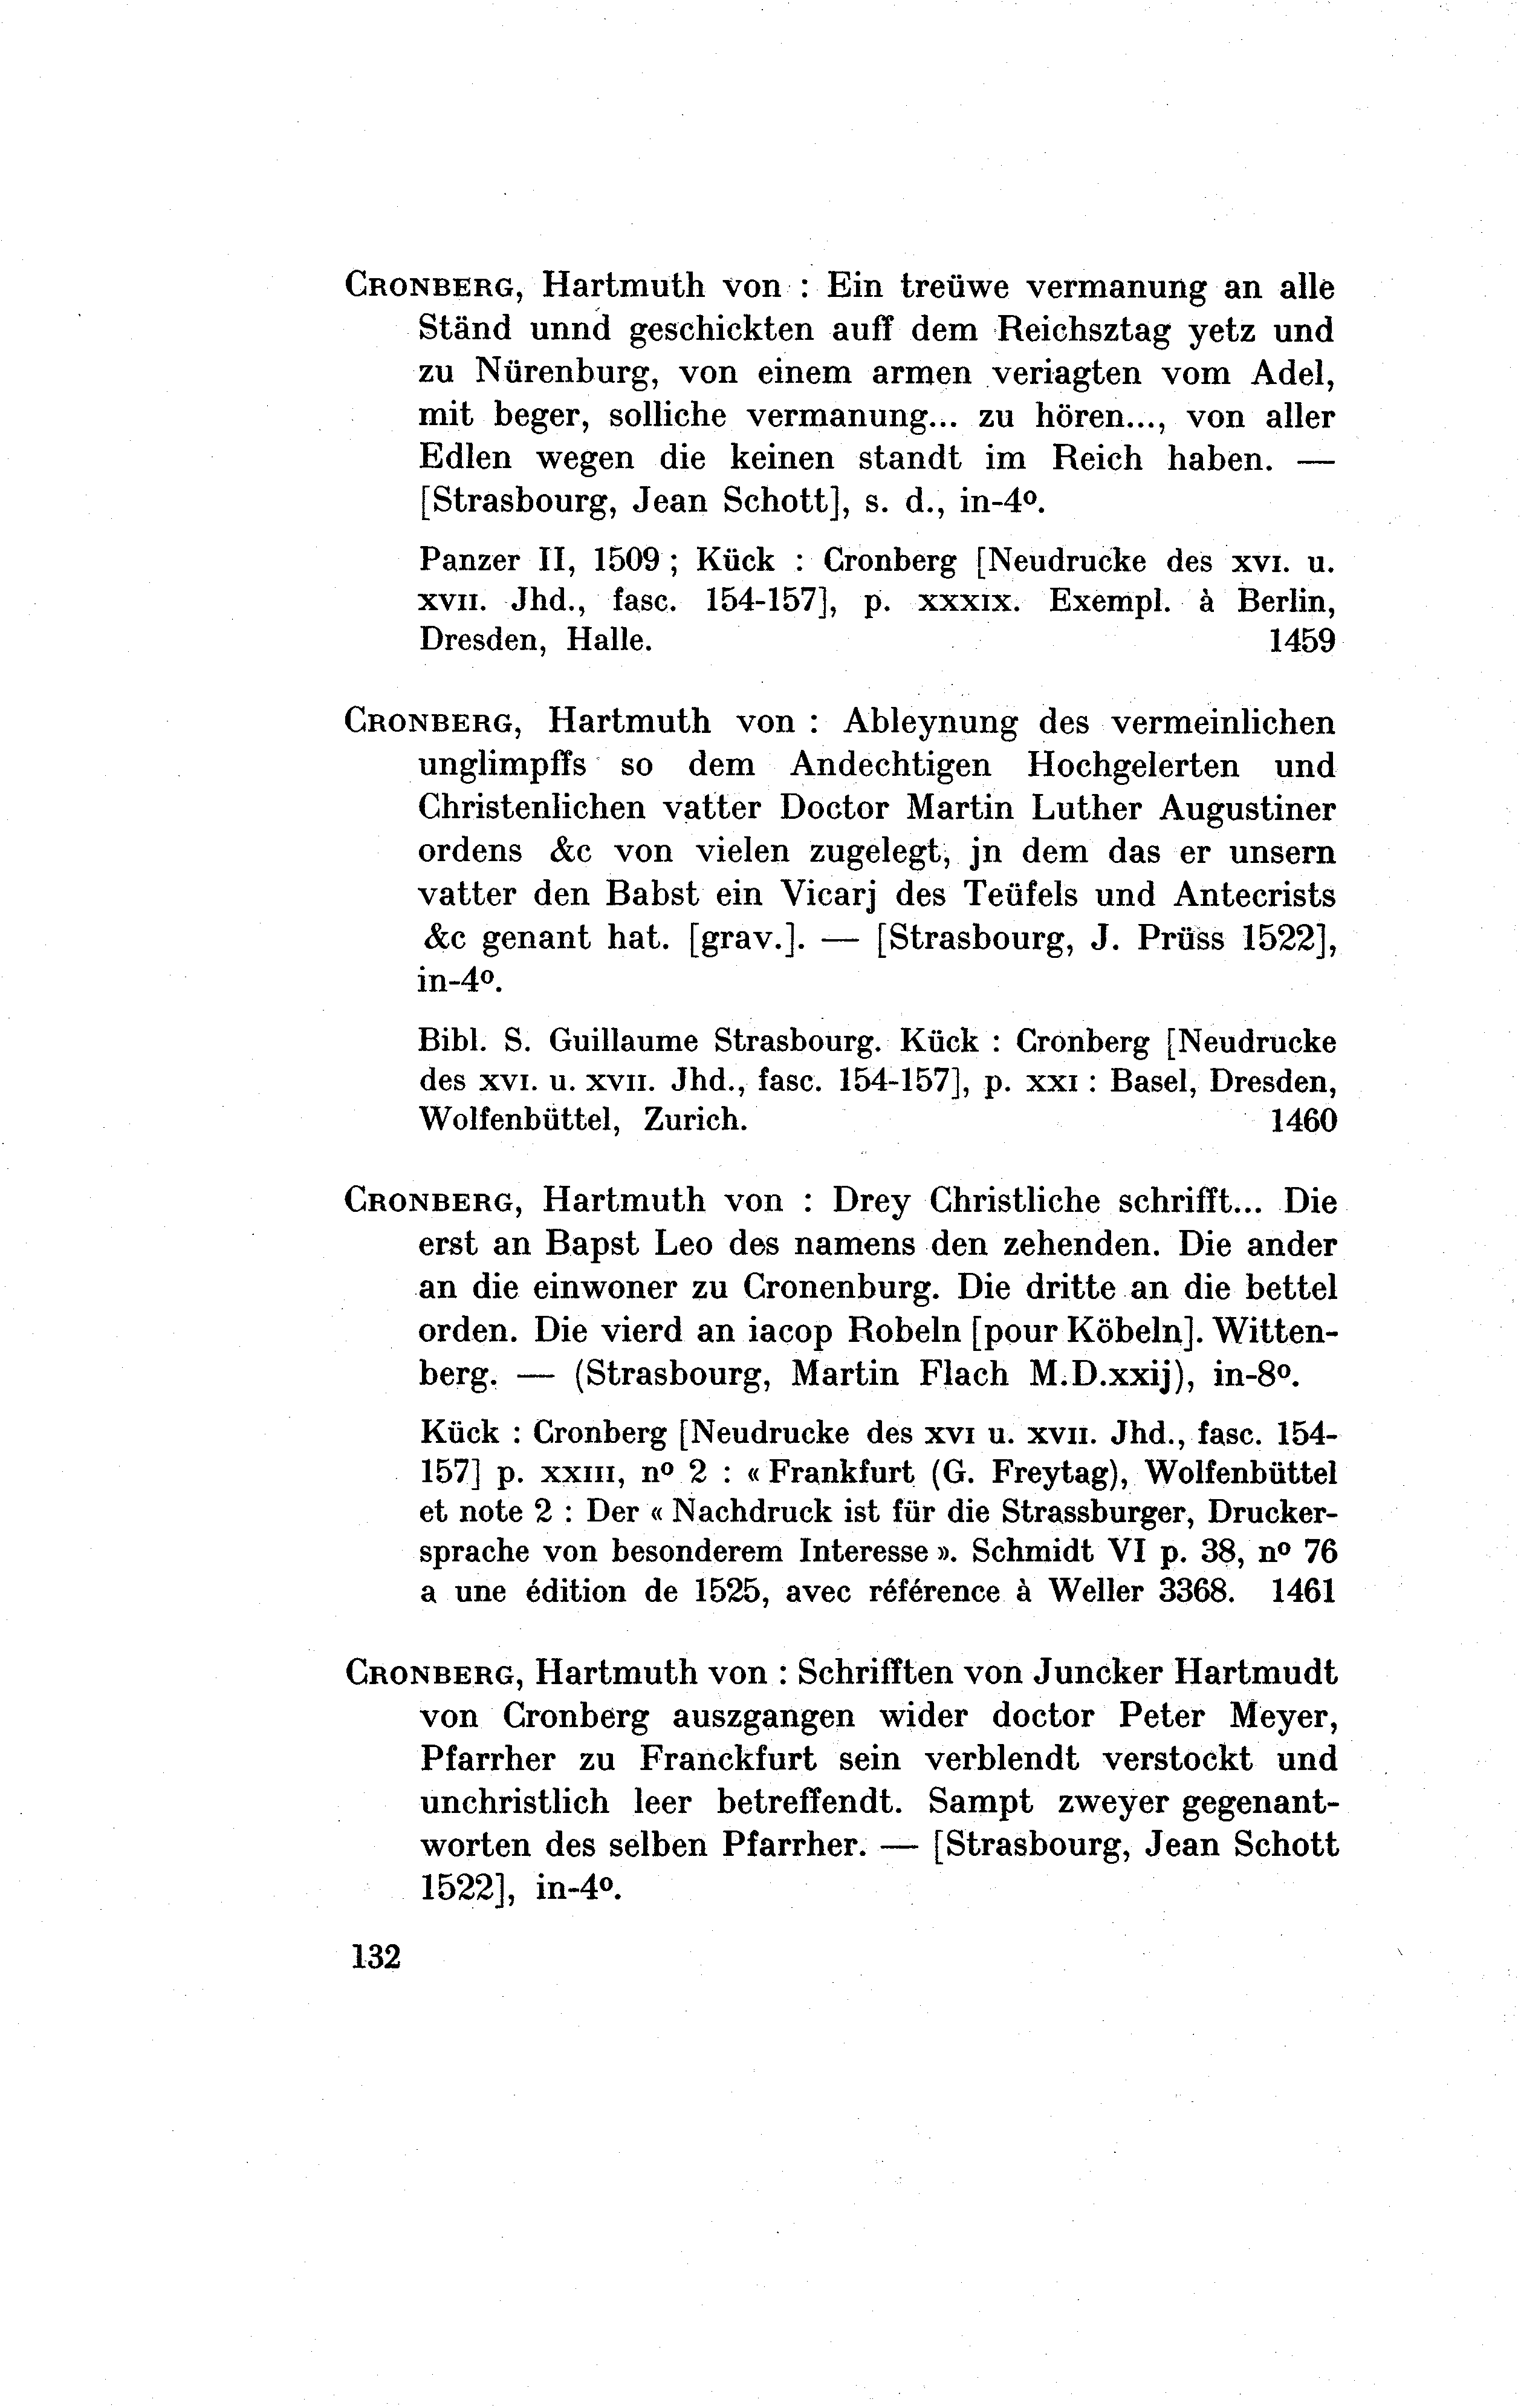 CRONBERG, Hartmuth von : Ein treüwe vermanung an alle
Ständ unnd geschickten auff dem Reichsztag yetz und
zu Nürenburg, von einem armen veriagten vom Adel,
mit beger, solliche vermanung... zu hören..., von aller
Edlen wegen die keinen standt im Reich haben. —
[Strasbourg, Jean Schott], s. d., in-4º.
Panzer II, 1509 ; Kück : Cronberg [Neudrucke des XVI. u.
XVII. Jhd., fasc. 154-157], p. XXXIX. Exempl. à Berlin,
Dresden, Halle. 1459
CRONBERG, Hartmuth von : Ableynung des vermeinlichen
unglimpffs so dem Andechtigen Hochgelerten und
Christenlichen vatter Doctor Martin Luther Augustiner
ordens &c von vielen zugelegt, jn dem das er unsern
vatter den Babst ein Vicarj des Teüfels und Antecrists
&c genant hat. [grav.]. — [Strasbourg, J. Prüss 1522],
in-4º.
Bibl. S. Guillaume Strasbourg. Kück : Cronberg [Neudrucke
des XVI. u. XVII. Jhd., fasc. 154-157], p. XXI : Basel, Dresden,
Wolfenbüttel, Zurich. 1460
CRONBERG, Hartmuth von : Drey Christliche schrifft... Die
erst an Bapst Leo des namens den zehenden. Die ander
an die einwoner zu Cronenburg. Die dritte an die bettel
orden. Die vierd an iacop Robeln [pour Köbeln]. Witten-
berg. — (Strasbourg, Martin Flach M.D.xxij), in-8º.
Kück : Cronberg [Neudrucke des XVI u. XVII. Jhd., fasc. 154-
157] p. XXIII, nº 2 : « Frankfurt (G. Freytag), Wolfenbüttel
et note 2 : Der « Nachdruck ist für die Strassburger, Drucker-
sprache von besonderem Interesse ». Schmidt VI p. 38, nº 76
a une édition de 1525, avec référence à Weller 3368. 1461
CRONBERG, Hartmuth von : Schrifften von Juncker Hartmudt
von Cronberg auszgangen wider doctor Peter Meyer,
Pfarrher zu Franckfurt sein verblendt verstockt und
unchristlich leer betreffendt. Sampt zweyer gegenant-
worten des selben Pfarrher. — [Strasbourg, Jean Schott
1522], in-4º.
132